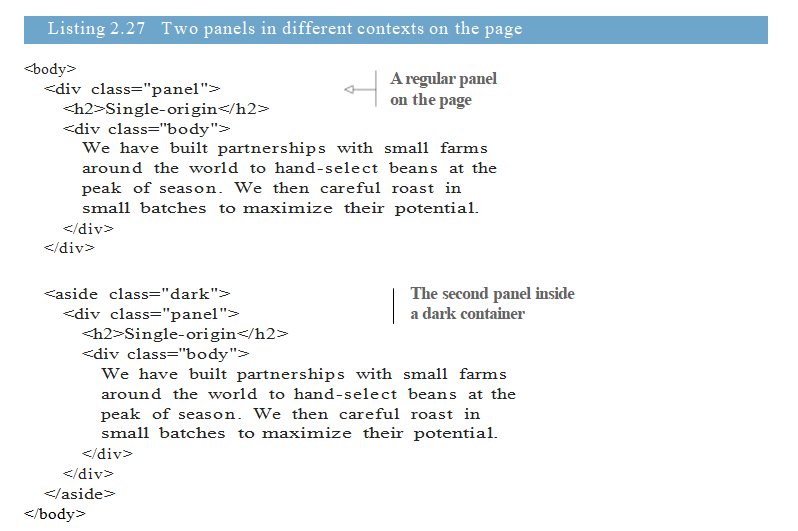 Listing 2.27 Two panels in different contexts on the page
<body>
<div class="panel">
A regular panel
on the page
<h2>Single-origin</h2>
<div class="body">
We have built partnerships with small farms
around the world to hand-select beans at the
peak of season. We then careful roast in
small batches to maximize their potential.
</div>
</div>
<aside class="dark">
The second panel inside
a dark container
<div class="panel">
<h2>Single-origin</h2>
<div class="body">
We have built partnerships with small farms
around the world to hand-select beans at the
peak of season. We then careful roast in
small batches to maximize their potential.
</div>
</div>
</aside>
</body>